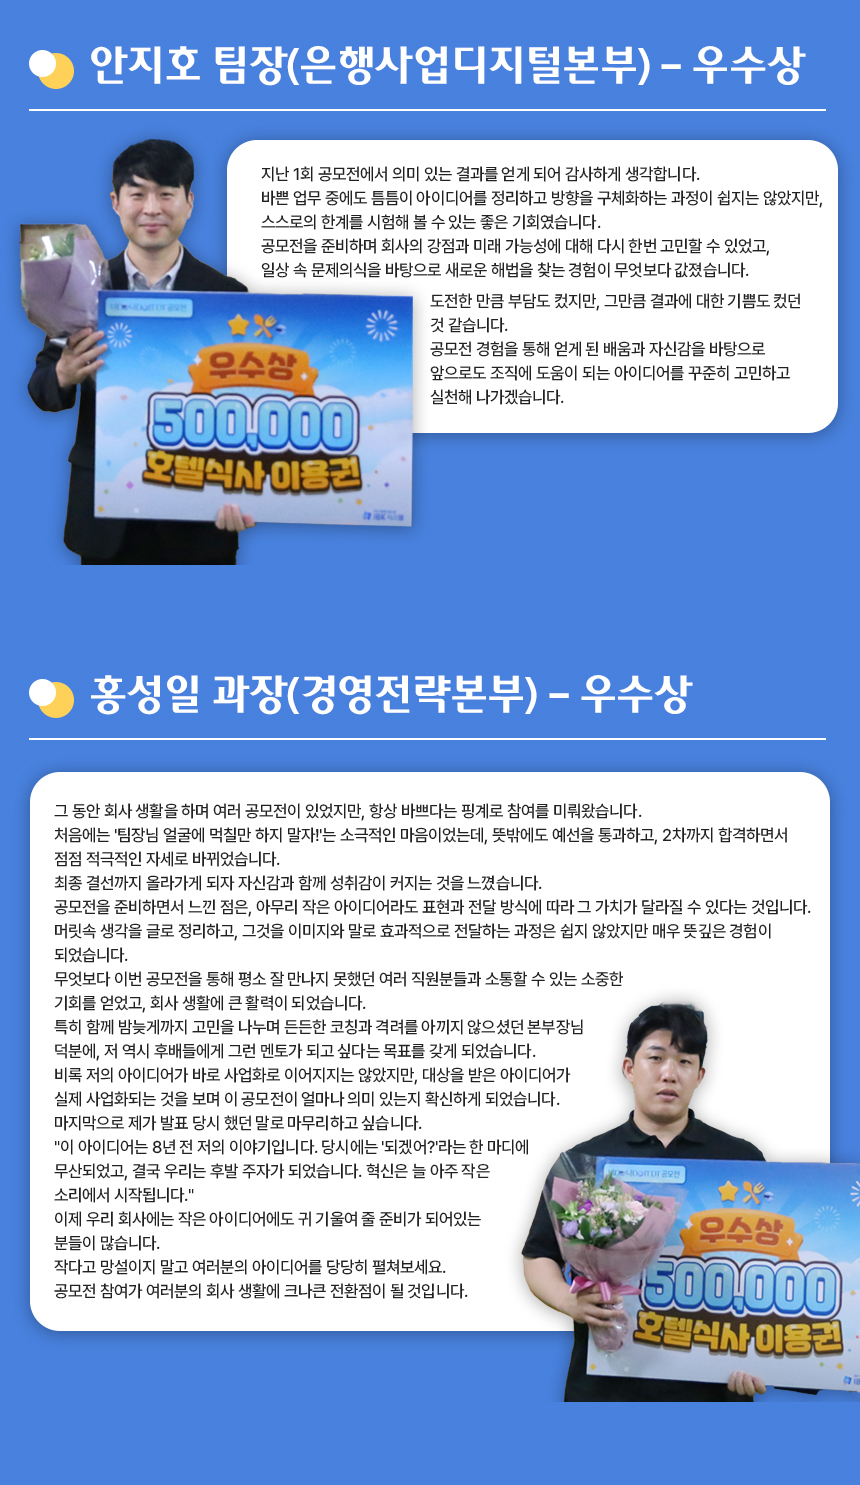 안지호 팀장(은행사업디지털본부) – 우수상
지난 1회 공모전에서 의미 있는 결과를 얻게 되어 감사하게 생각합니다.
바쁜 업무 중에도 틈틈이 아이디어를 정리하고 방향을 구체화하는 과정이 쉽지는 않았지만,
스스로의 한계를 시험해 볼 수 있는 좋은 기회였습니다.
공모전을 준비하며 회사의 강점과 미래 가능성에 대해 다시 한번 고민할 수 있었고,
일상 속 문제의식을 바탕으로 새로운 해법을 찾는 경험이 무엇보다 값졌습니다.
도전한 만큼 부담도 컸지만, 그만큼 결과에 대한 기쁨도 컸던
것 같습니다.
공모전 경험을 통해 얻게 된 배움과 자신감을 바탕으로
앞으로도 조직에 도움이 되는 아이디어를 꾸준히 고민하고
실천해 나가겠습니다.
공모전
우수상
500,000
호텔식사 이용권
IBK 시스템
홍성일 과장(경영전략본부) – 우수상
그 동안 회사 생활을 하며 여러 공모전이 있었지만, 항상 바쁘다는 핑계로 참여를 미뤄왔습니다.
처음에는 '팀장님 얼굴에 먹칠만 하지 말자!'는 소극적인 마음이었는데, 뜻밖에도 예선을 통과하고, 2차까지 합격하면서
점점 적극적인 자세로 바뀌었습니다.
최종 결선까지 올라가게 되자 자신감과 함께 성취감이 커지는 것을 느꼈습니다.
공모전을 준비하면서 느낀 점은, 아무리 작은 아이디어라도 표현과 전달 방식에 따라 그 가치가 달라질 수 있다는 것입니다.
머릿속 생각을 글로 정리하고, 그것을 이미지와 말로 효과적으로 전달하는 과정은 쉽지 않았지만 매우 뜻깊은 경험이
되었습니다.
무엇보다 이번 공모전을 통해 평소 잘 만나지 못했던 여러 직원분들과 소통할 수 있는 소중한
기회를 얻었고, 회사 생활에 큰 활력이 되었습니다.
특히 함께 밤늦게까지 고민을 나누며 든든한 코칭과 격려를 아끼지 않으셨던 본부장님
덕분에, 저 역시 후배들에게 그런 멘토가 되고 싶다는 목표를 갖게 되었습니다.
비록 저의 아이디어가 바로 사업화로 이어지지는 않았지만, 대상을 받은 아이디어가
실제 사업화되는 것을 보며 이 공모전이 얼마나 의미 있는지 확신하게 되었습니다.
마지막으로 제가 발표 당시 했던 말로 마무리하고 싶습니다.
"이 아이디어는 8년 전 저의 이야기입니다. 당시에는 '되겠어?'라는 한 마디에
무산되었고, 결국 우리는 후발 주자가 되었습니다. 혁신은 늘 아주 작은
소리에서 시작됩니다."
이제 우리 회사에는 작은 아이디어에도 귀 기울여 줄 준비가 되어있는
분들이 많습니다.
작다고 망설이지 말고 여러분의 아이디어를 당당히 펼쳐보세요.
공모전 참여가 여러분의 회사 생활에 크나큰 전환점이 될 것입니다.
공모전
우수상
500,000
호텔식사 이용권